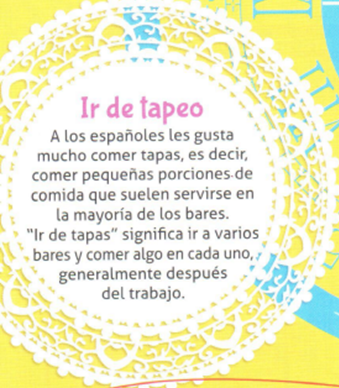 Ir de tapeo
A los españoles les gusta
mucho comer tapas, es decir,
comer pequeñas porciones de
comida que suelen servirse en
la mayoría de los bares.
“Ir de tapas” significa ir a varios
bares y comer algo en cada uno,
generalmente después
del trabajo.